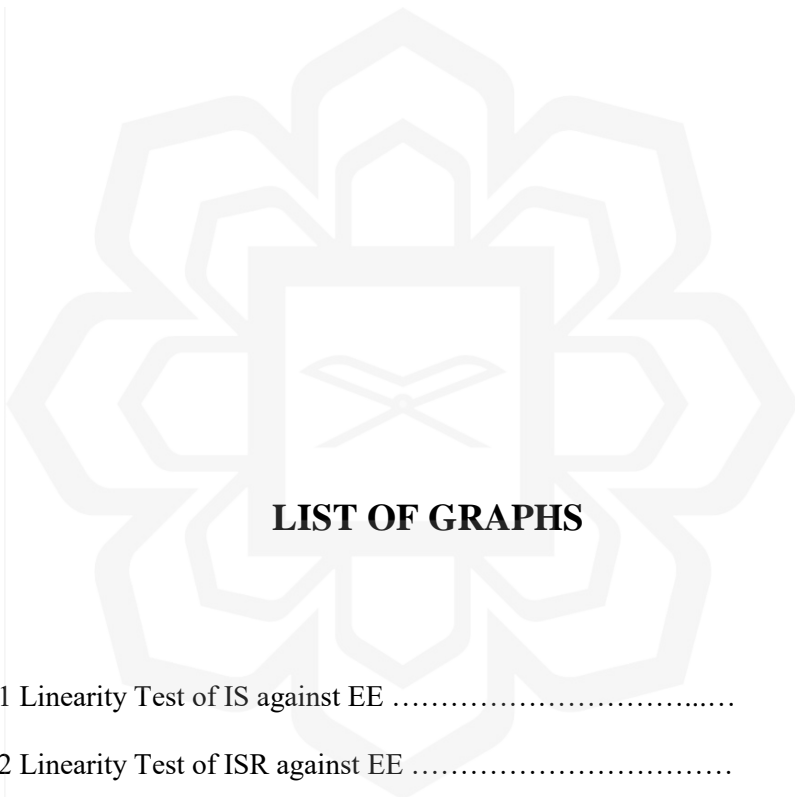 LIST OF GRAPHS
1 Linearity Test of IS against EE ……………………………...…
2 Linearity Test of ISR against EE ……………………………